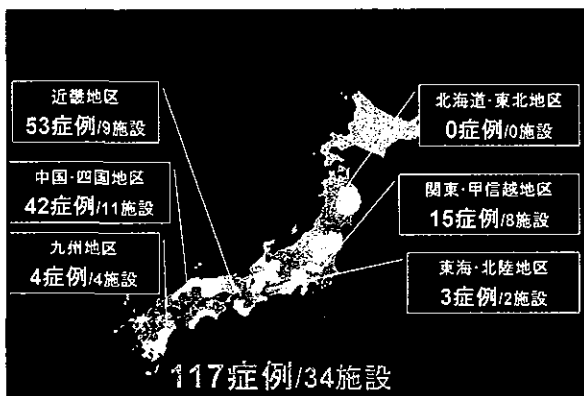 近畿地区
53症例/9施設
中国・四国地区
42症例/11施設
九州地区
4症例/4施設
北海道・東北地区
0症例/0施設
関東・甲信越地区
15症例/8施設
東海・北陸地区
3症例/2施設
117症例/34施設